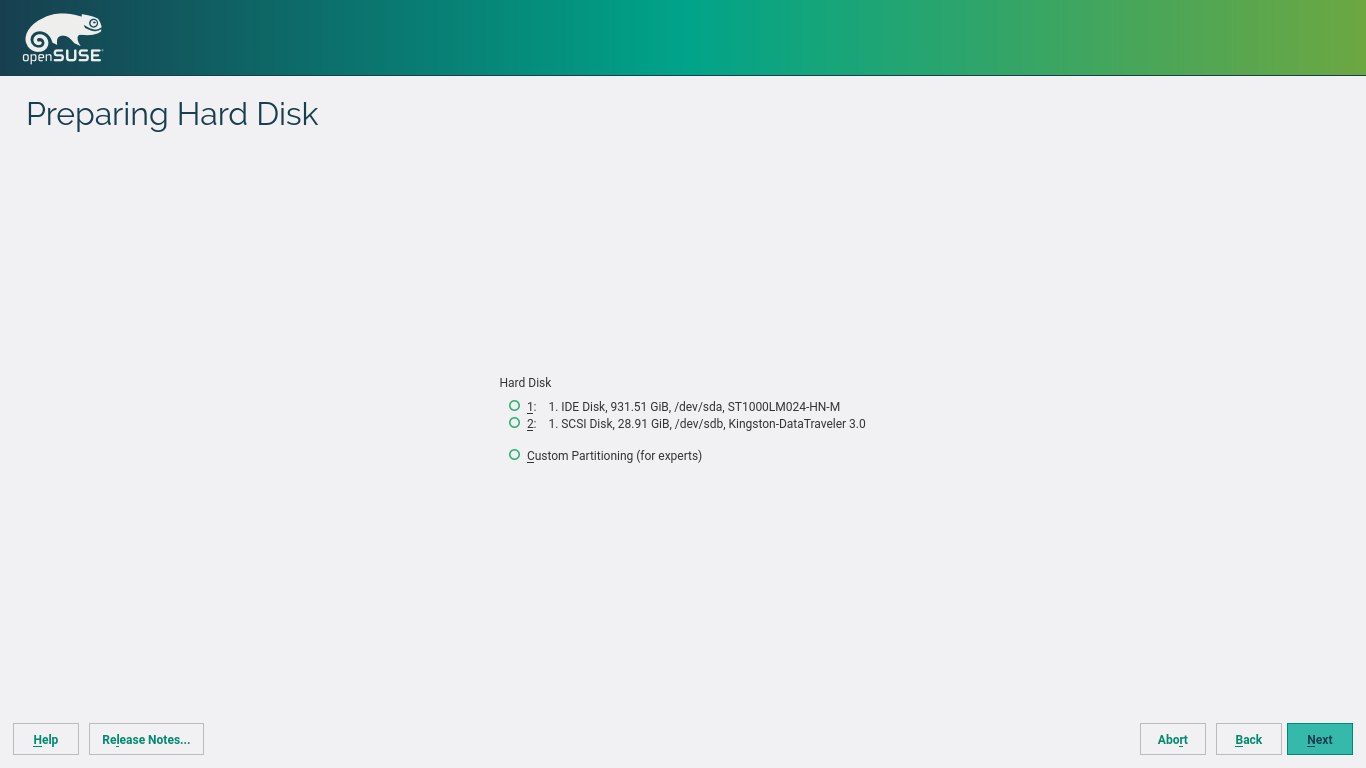 openSUSE
Preparing Hard Disk
Hard Disk
1: 1. IDE Disk, 931.51 GiB, /dev/sda, ST1000LM024-HN-M
2: 1. SCSI Disk, 28.91 GiB, /dev/sdb, Kingston-DataTraveler 3.0
Custom Partitioning (for experts)
Help
Release Notes...
Abort
Back
Next